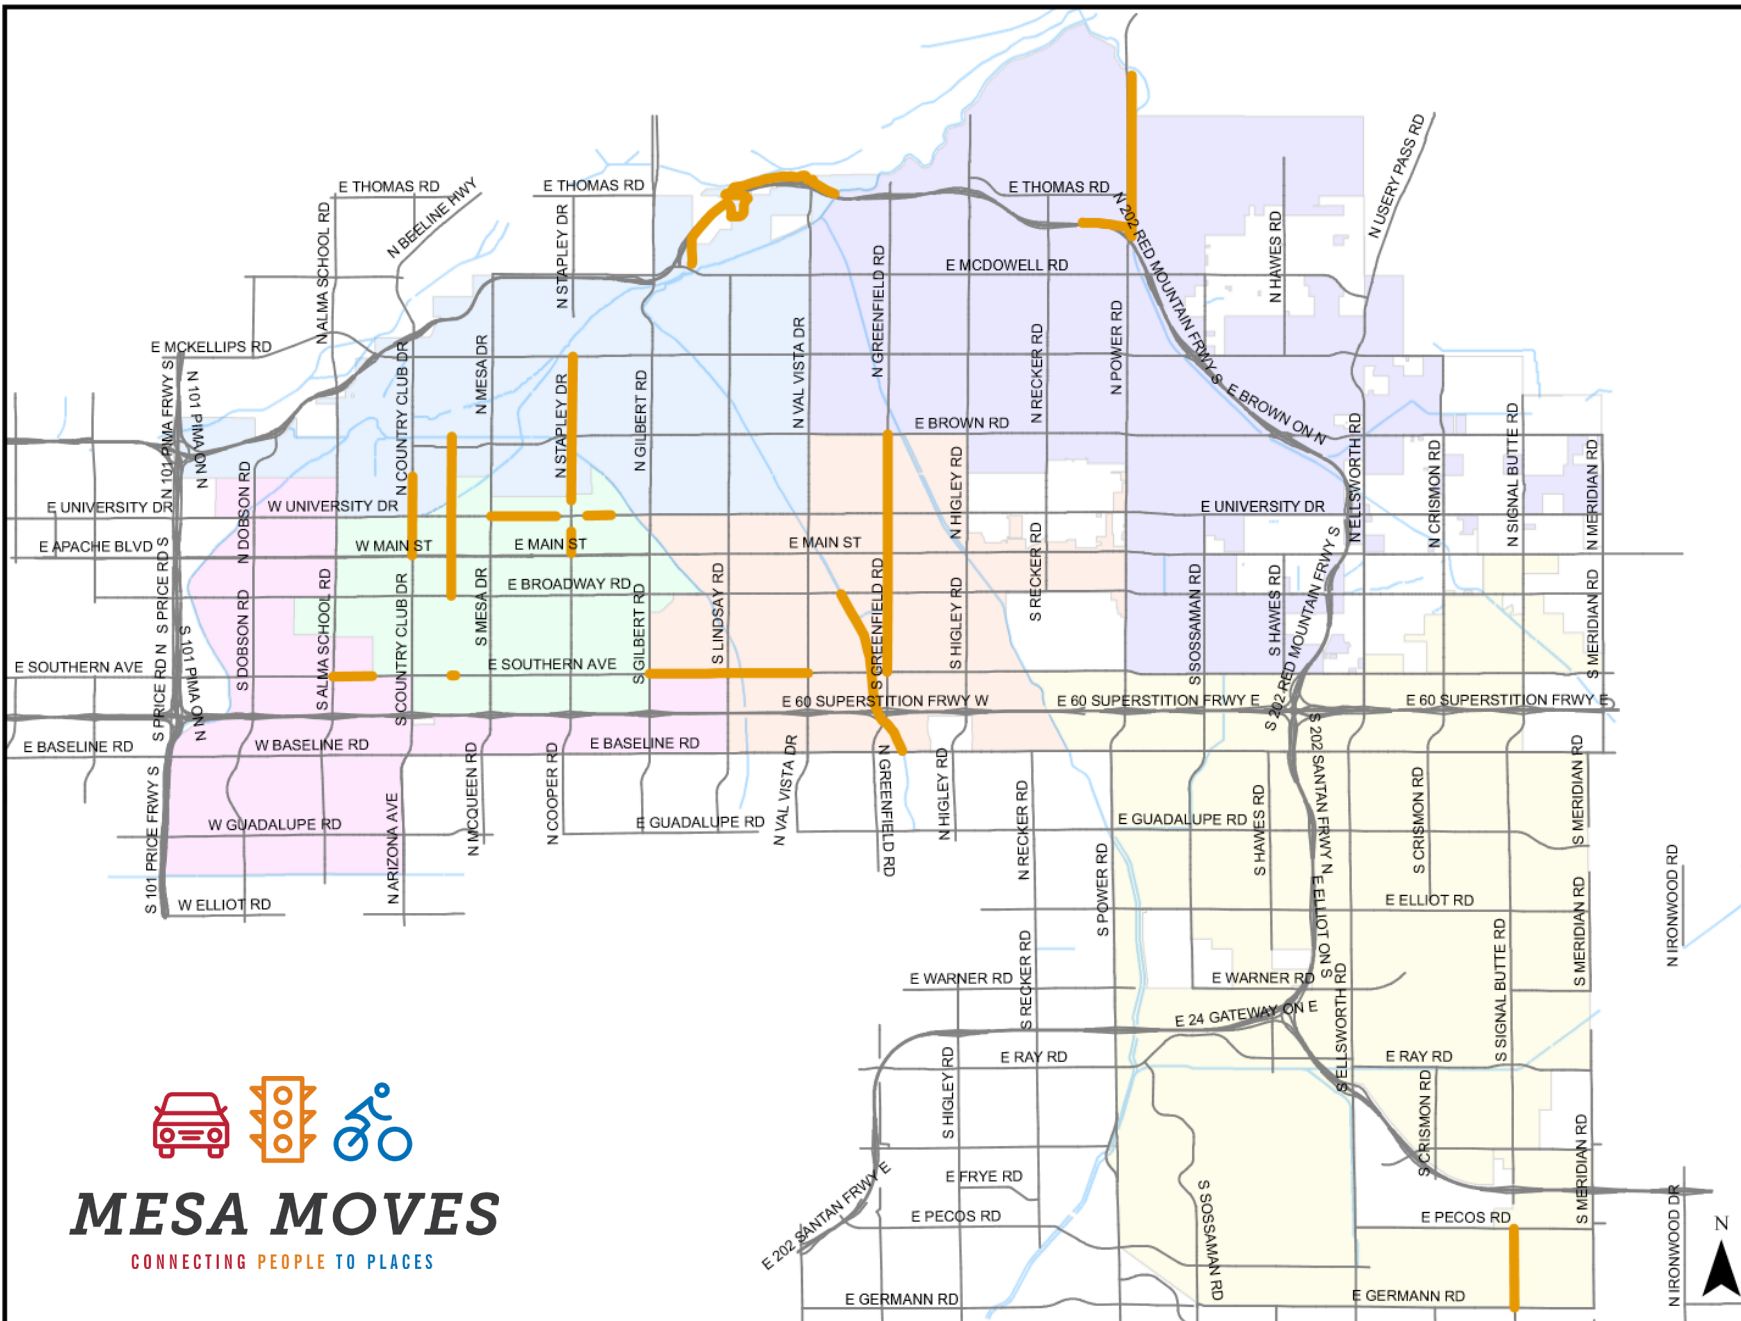 E THOMAS RD
E THOMAS RD
E THOMAS RD
N USERY PASS RD
N BEELINE HWY
N ALMA SCHOOL RD
N STAPLEY DR
N 202 RED MOUNTAIN FRWY S
N HAWES RD
N GREENFIELD RD
E MCDOWELL RD
E MCKELLIPS RD
N 101 PIMA FRWY S
N 101 PIMA ON N
N COUNTRY CLUB DR
N MESA DR
N STAPLEY DR
N GILBERT RD
N VAL VISTA DR
N RECKER RD
N POWER RD
E BROWN ON N
E BROWN RD
N DOBSON RD
N HIGLEY RD
N ELLSWORTH RD
N CRISMON RD
N SIGNAL BUTTE RD
N MERIDIAN RD
E UNIVERSITY DR
W UNIVERSITY DR
E UNIVERSITY DR
E APACHE BLVD
W MAIN ST
E MAIN ST
E MAIN ST
E BROADWAY RD
S PRICE RD N
S PRICE RD S
S 101 PIMA ON N
S DOBSON RD
S ALMA SCHOOL RD
S COUNTRY CLUB DR
S MESA DR
S GILBERT RD
S LINDSAY RD
S GREENFIELD RD
S HIGLEY RD
S RECKER RD
S SOSSAMAN RD
S HAWES RD
S 202 RED MOUNTAIN FRWY S
S MERIDIAN RD
E SOUTHERN AVE
E SOUTHERN AVE
E 60 SUPERSTITION FRWY W
E 60 SUPERSTITION FRWY E
E 60 SUPERSTITION FRWY E
E BASELINE RD
W BASELINE RD
E BASELINE RD
S 101 PRICE FRWY S
N ARIZONA AVE
N MCQUEEN RD
N COOPER RD
N VAL VISTA DR
N GREENFIELD RD
N HIGLEY RD
N RECKER RD
S POWER RD
S HAWES RD
S 202 SANTAN FRWY N
S CRISMON RD
S MERIDIAN RD
W GUADALUPE RD
E GUADALUPE RD
E GUADALUPE RD
W ELLIOT RD
E ELLIOT RD
E ELLIOT ON S
S MERIDIAN RD
N IRONWOOD RD
S RECKER RD
S SIGNAL BUTTE RD
E WARNER RD
E WARNER RD
S ELLSWORTH RD
E 24 GATEWAY ON E
E RAY RD
E RAY RD
S HIGLEY RD
S CRISMON RD
S MERIDIAN RD
E FRYE RD
E 202 SANTAN FRWY E
E PECOS RD
E PECOS RD
S SOSSAMAN RD
N IRONWOOD DR
E GERMANN RD
E GERMANN RD
N
MESA MOVES
CONNECTING PEOPLE TO PLACES